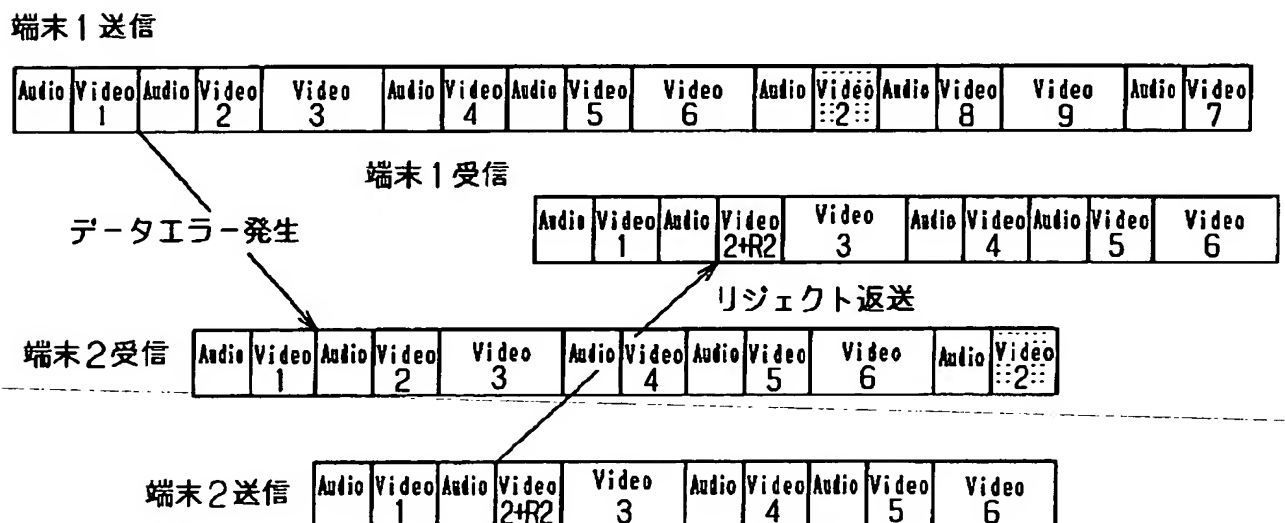 端末1送信
Audio Video 1 Audio Video 2 Video 3 Audio Video 4 Audio Video 5 Video 6 Audio Video 2 Audio Video 8 Video 9 Audio Video 7
端末1受信
Audio Video 1 Audio Video 2+R2 Video 3 Audio Video 4 Audio Video 5 Video 6
データエラー発生
リジェクト返送
端末2受信
Audio Video 1 Audio Video 2 Video 3 Audio Video 4 Audio Video 5 Video 6 Audio Video 2
端末2送信
Audio Video 1 Audio Video 2+R2 Video 3 Audio Video 4 Audio Video 5 Video 6